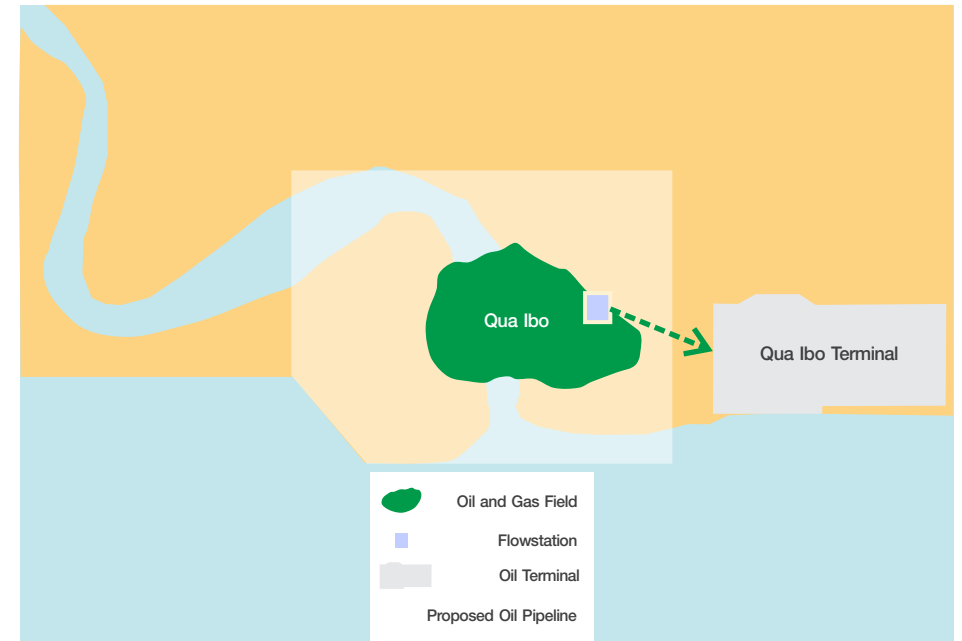 Qua Ibo
Qua Ibo Terminal
Oil and Gas Field
Flowstation
Oil Terminal
Proposed Oil Pipeline